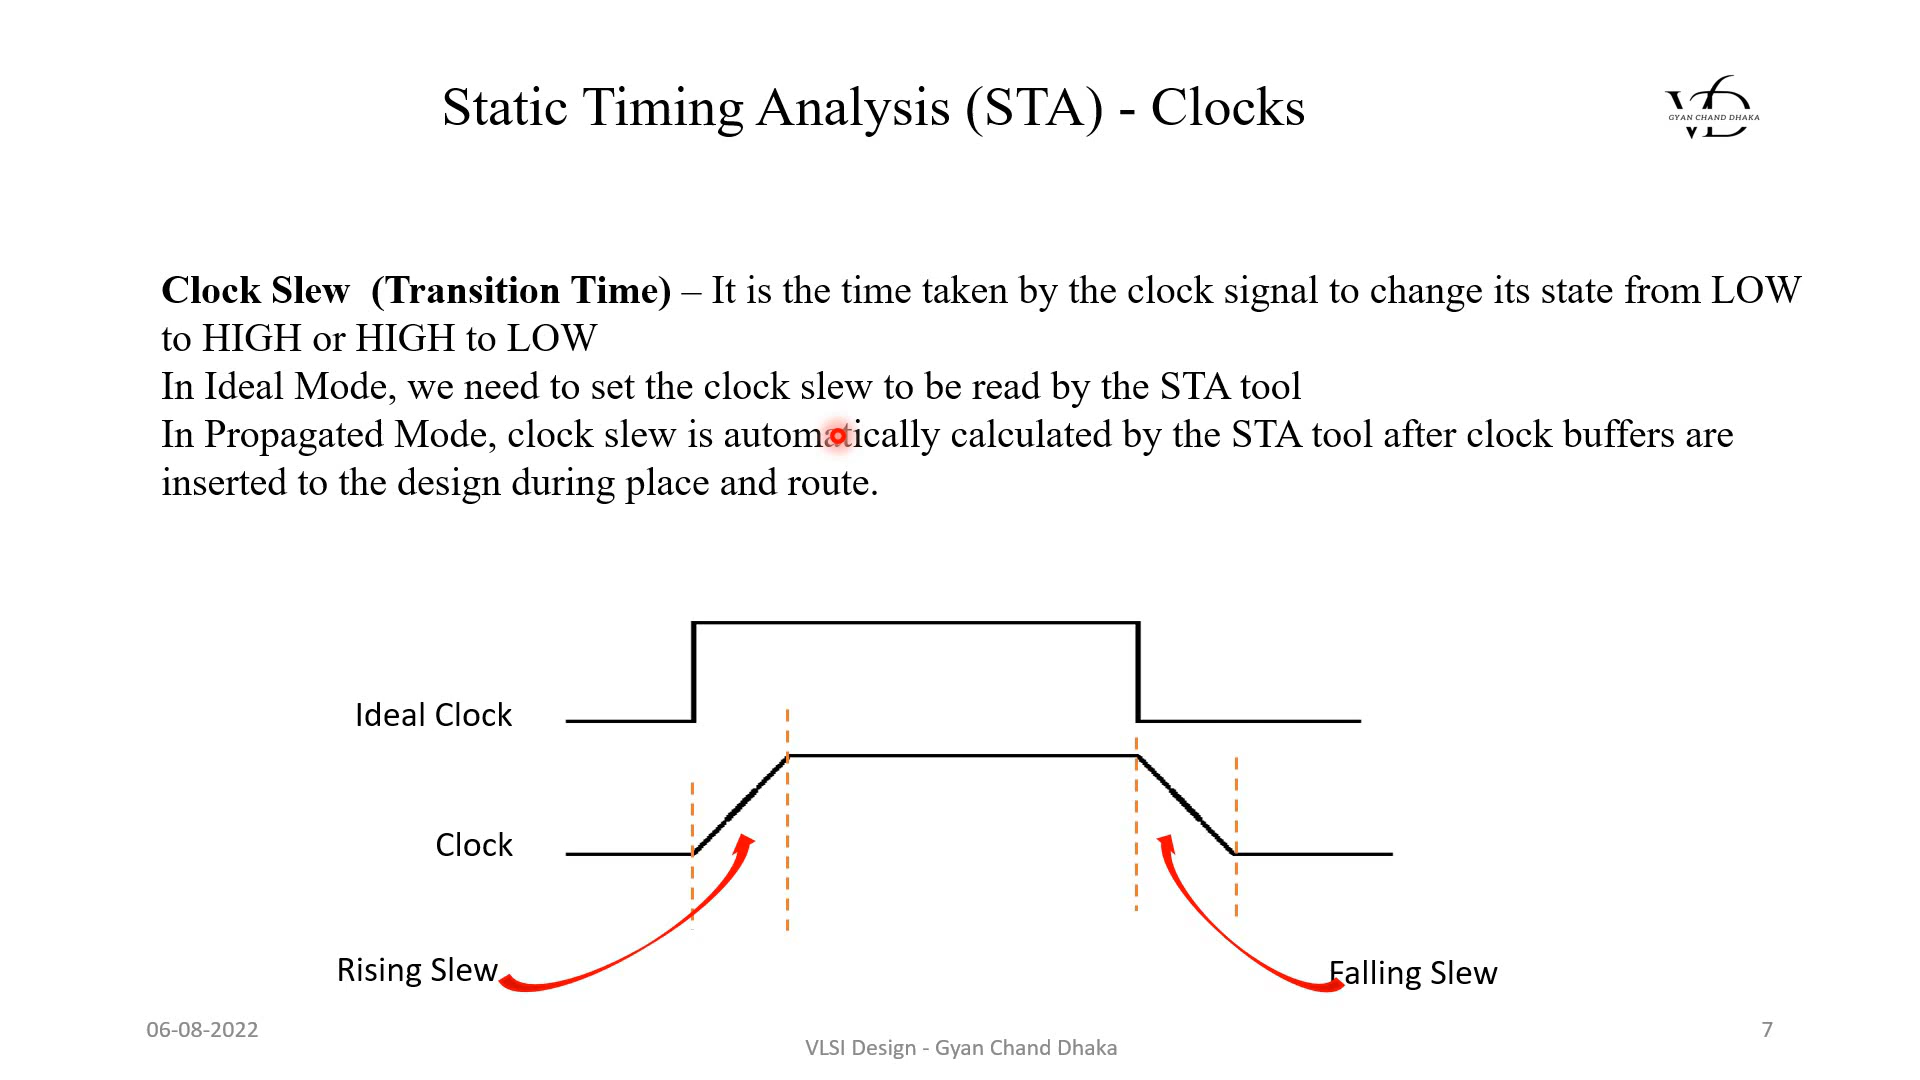 Static Timing Analysis (STA) - Clocks
VD
GYAN CHAND DHAKA
Clock Slew (Transition Time) – It is the time taken by the clock signal to change its state from LOW
to HIGH or HIGH to LOW
In Ideal Mode, we need to set the clock slew to be read by the STA tool
In Propagated Mode, clock slew is automatically calculated by the STA tool after clock buffers are
inserted to the design during place and route.
Ideal Clock
Clock
Rising Slew
Falling Slew
06-08-2022
VLSI Design - Gyan Chand Dhaka
7